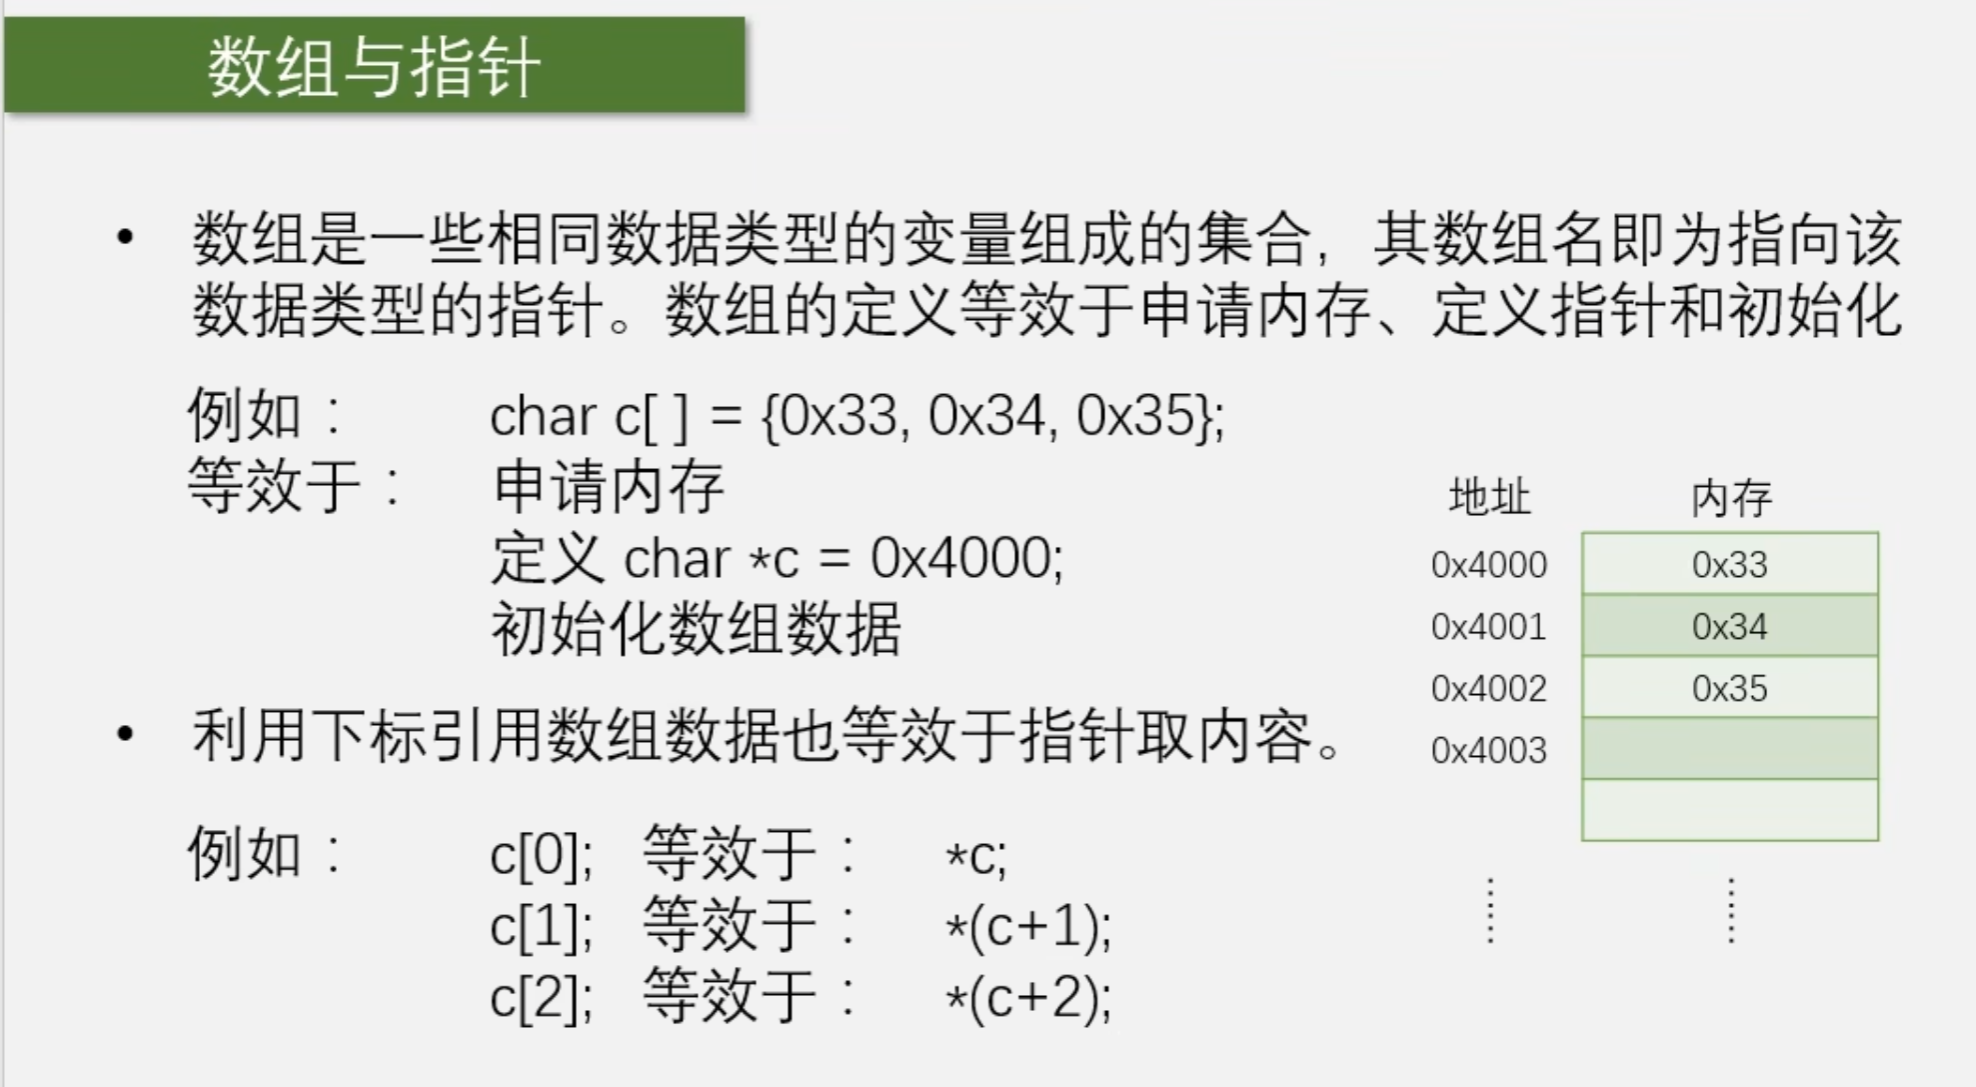 数组与指针
• 数组是一些相同数据类型的变量组成的集合，其数组名即为指向该
数据类型的指针。数组的定义等效于申请内存、定义指针和初始化
例如： char c[ ] = {0x33, 0x34, 0x35};
等效于： 申请内存
定义 char *c = 0x4000;
初始化数组数据
• 利用下标引用数组数据也等效于指针取内容。
例如： c[0]; 等效于： *c;
c[1]; 等效于： *(c+1);
c[2]; 等效于： *(c+2);
地址 内存
0x4000 0x33
0x4001 0x34
0x4002 0x35
0x4003